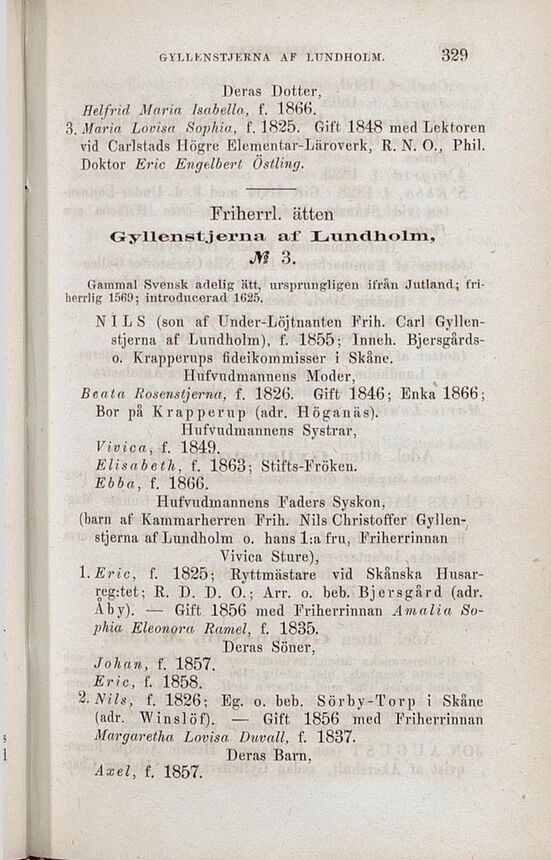 GYLLENSTJERNA AF LUNDHOLM. 329
Deras Dotter,
Helfrid Maria Isabella, f. 1866.
3. Maria Lovisa Sophia, f. 1825. Gift 1848 med Lektoren
vid Carlstads Högre Elementar-Läroverk, R. N. O., Phil.
Doktor Eric Engelbert Östling.
Friherrl. ätten
Gyllenstjerna af Lundholm,
№ 3.
Gammal Svensk adelig ätt, ursprungligen ifrån Jutland; fri-
herrlig 1569; introducerad 1625.
NILS (son af Under-Löjtnanten Frih. Carl Gyllen-
stjerna af Lundholm), f. 1855; Inneh. Bjersgårds-
o. Krapperups fideikommisser i Skåne.
Hufvudmannens Moder,
Beata Rosenstjerna, f. 1826. Gift 1846; Enka 1866;
Bor på Krapperup (adr. Höganäs).
Hufvudmannens Systrar,
Vivica, f. 1849.
Elisabeth, f. 1863; Stifts-Fröken.
Ebba, f. 1866.
Hufvudmannens Faders Syskon,
(barn af Kammarherren Frih. Nils Christoffer Gyllen-
stjerna af Lundholm o. hans 1:a fru, Friherrinnan
Vivica Sture),
1. Eric, f. 1825; Ryttmästare vid Skånska Husar-
reg:tet; R. D. D. O.; Arr. o. beb. Bjersgård (adr.
Åby). — Gift 1856 med Friherrinnan Amalia So-
phia Eleonora Ramel, f. 1835.
Deras Söner,
Johan, f. 1857.
Eric, f. 1858.
2. Nils, f. 1826; Eg. o. beb. Sörby-Torp i Skåne
(adr. Winslöf). — Gift 1856 med Friherrinnan
Margaretha Lovisa Duvall, f. 1837.
Deras Barn,
Axel, f. 1857.